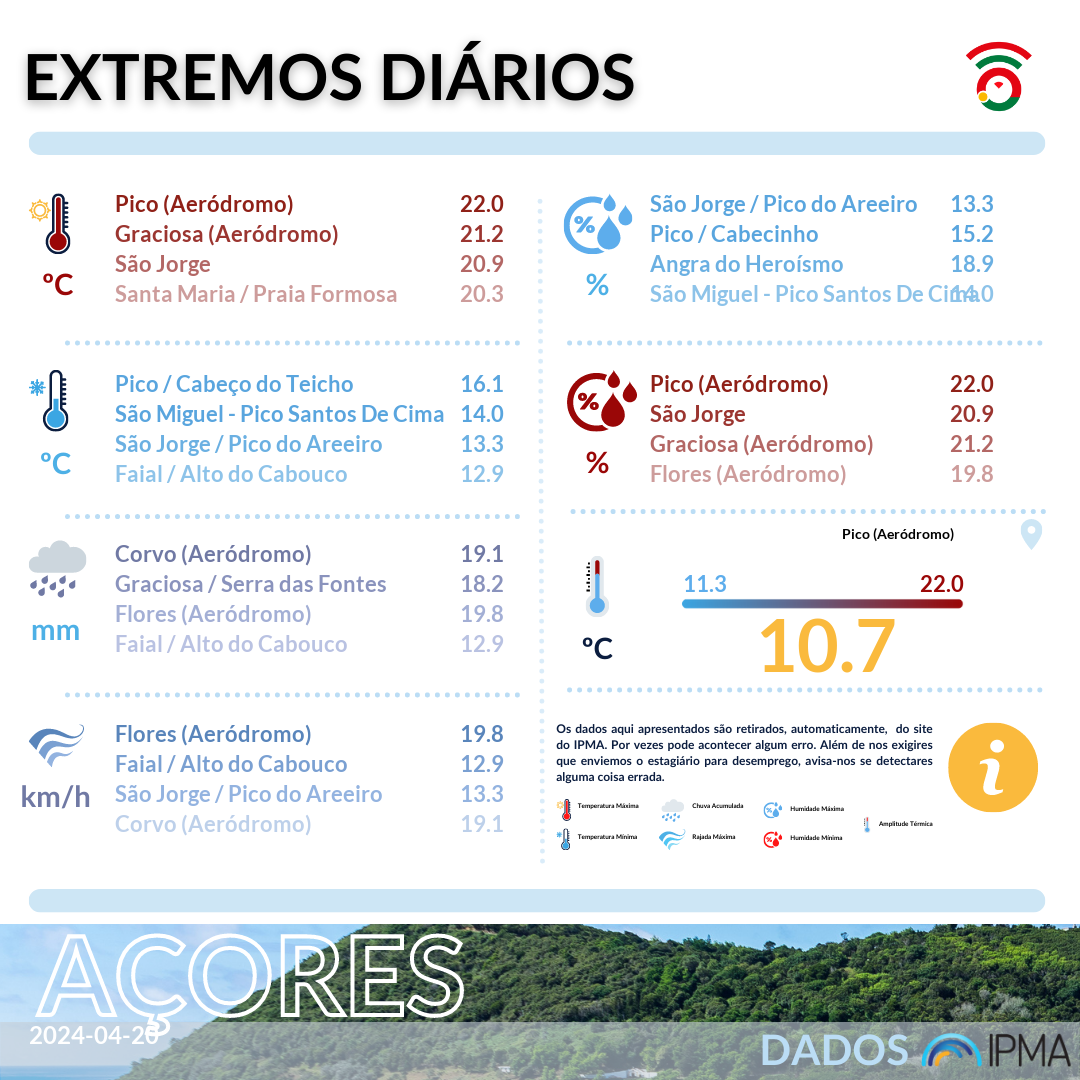 EXTREMOS DIÁRIOS
Pico (Aeródromo) 22.0
Graciosa (Aeródromo) 21.2
São Jorge 20.9
Santa Maria / Praia Formosa 20.3
ºC
Pico / Cabeço do Teicho 16.1
São Miguel - Pico Santos De Cima 14.0
São Jorge / Pico do Areeiro 13.3
Faial / Alto do Cabouco 12.9
ºC
Corvo (Aeródromo) 19.1
Graciosa / Serra das Fontes 18.2
Flores (Aeródromo) 19.8
Faial / Alto do Cabouco 12.9
mm
Flores (Aeródromo) 19.8
Faial / Alto do Cabouco 12.9
São Jorge / Pico do Areeiro 13.3
Corvo (Aeródromo) 19.1
km/h
%
São Jorge / Pico do Areeiro 13.3
Pico / Cabecinho 15.2
Angra do Heroísmo 18.9
São Miguel - Pico Santos De Cima 14.0
%
%
Pico (Aeródromo) 22.0
São Jorge 20.9
Graciosa (Aeródromo) 21.2
Flores (Aeródromo) 19.8
%
Pico (Aeródromo)
11.3 22.0
10.7
ºC
Os dados aqui apresentados são retirados, automaticamente, do site
do IPMA. Por vezes pode acontecer algum erro. Além de nos exigires
que enviemos o estagiário para desemprego, avisa-nos se detectares
alguma coisa errada.
i
Temperatura Máxima
Chuva Acumulada
Humidade Máxima
Amplitude Térmica
Temperatura Mínima
Rajada Máxima
Humidade Mínima
AÇORES
2024-04-20
DADOS IPMA